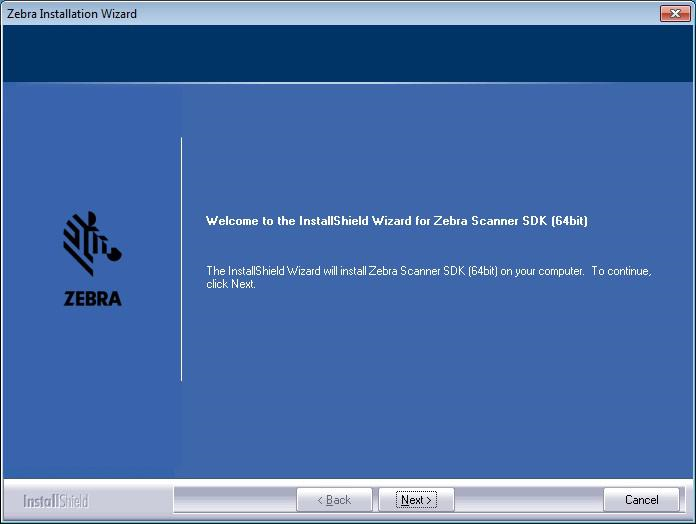 Zebra Installation Wizard
Welcome to the InstallShield Wizard for Zebra Scanner SDK (64bit)
The InstallShield Wizard will install Zebra Scanner SDK (64bit) on your computer. To continue,
click Next.
ZEBRA
InstallShield
< Back
Next >
Cancel